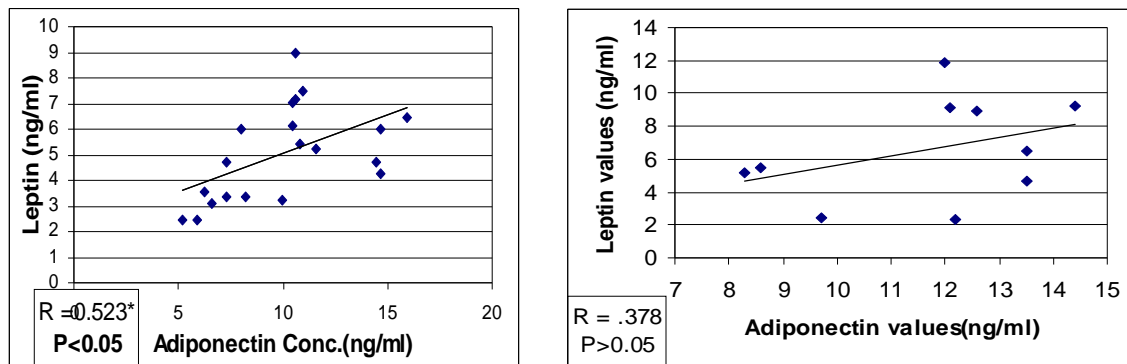 10
9
8
7
6
5
4
3
2
1
0
Leptin (ng/ml)
0 5 10 15 20
R =0.523*
P<0.05
Adiponectin Conc.(ng/ml)
14
12
10
8
6
4
2
0
Leptin values (ng/ml)
7 8 9 10 11 12 13 14 15
R = .378
P>0.05
Adiponectin values(ng/ml)